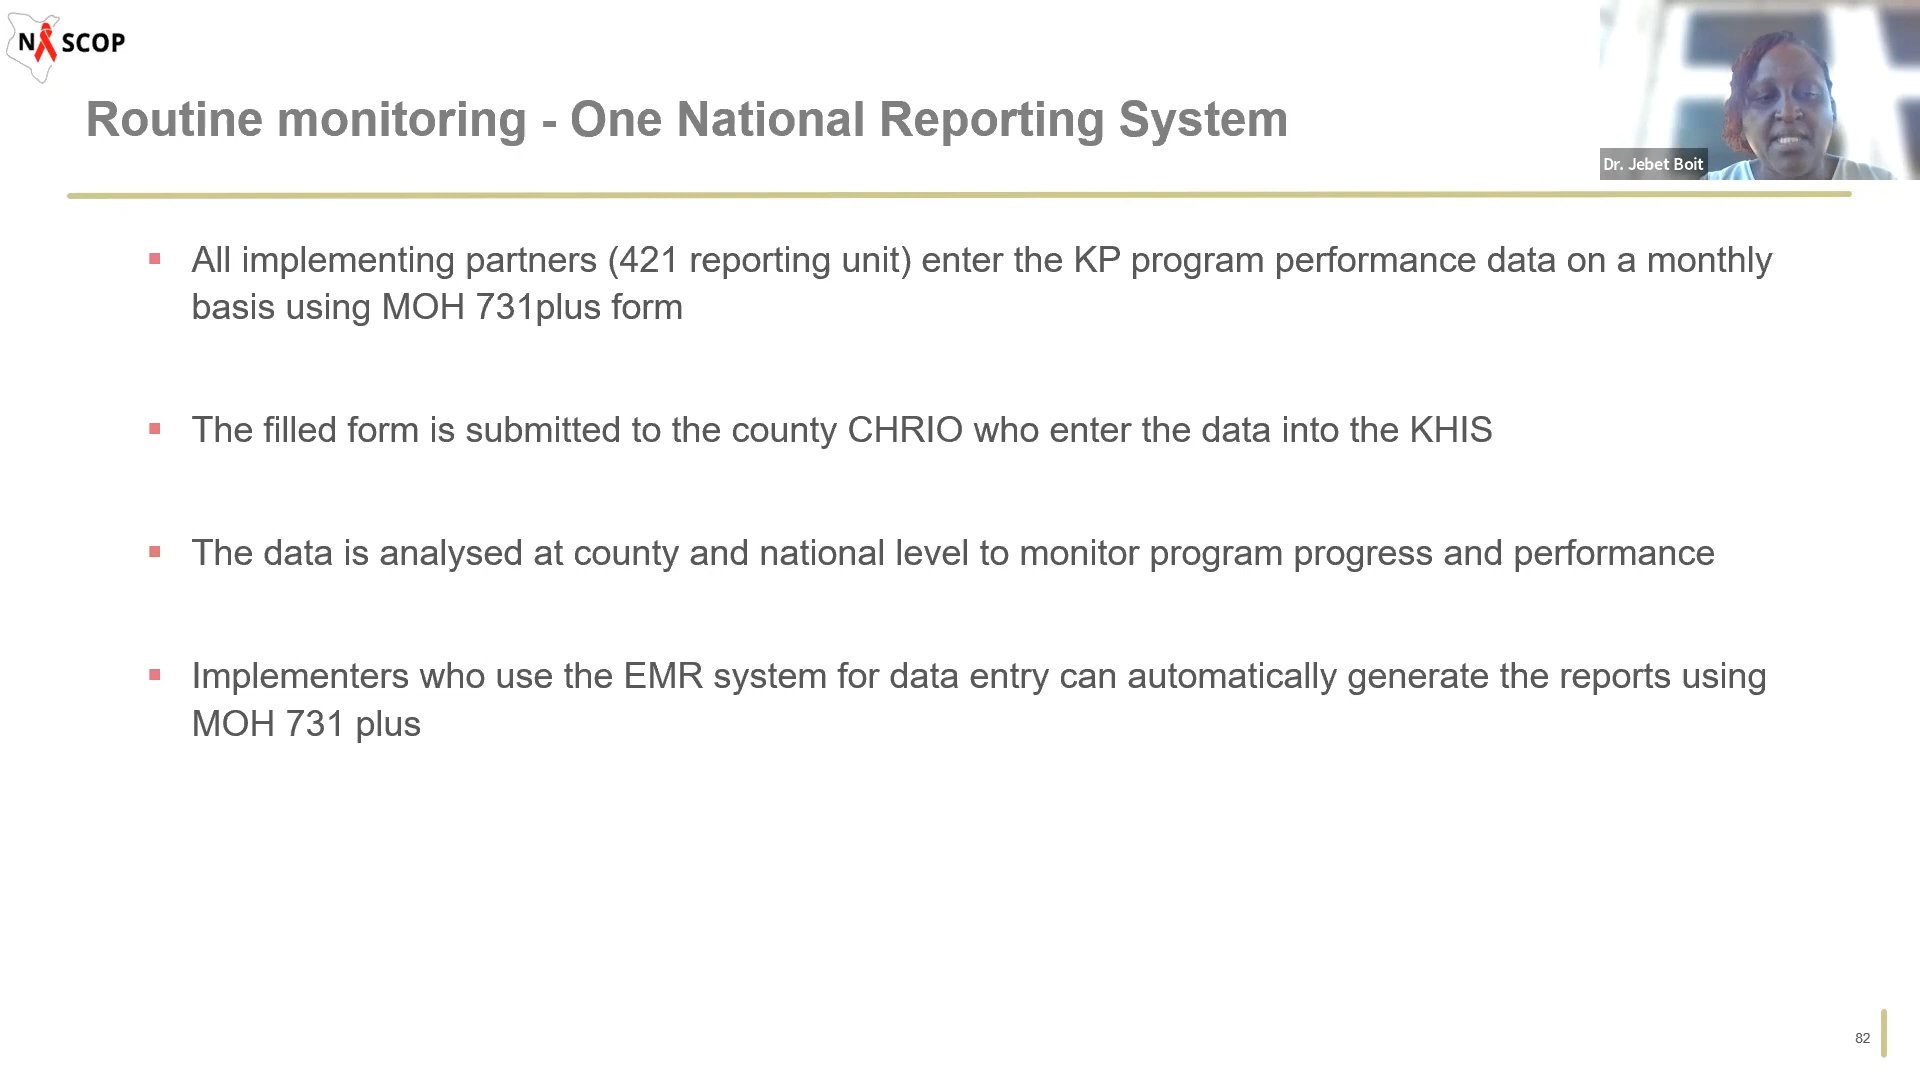 NASCOP
Dr. Jebet Boit
Routine monitoring - One National Reporting System
▪ All implementing partners (421 reporting unit) enter the KP program performance data on a monthly
basis using MOH 731plus form
▪ The filled form is submitted to the county CHRIO who enter the data into the KHIS
▪ The data is analysed at county and national level to monitor program progress and performance
▪ Implementers who use the EMR system for data entry can automatically generate the reports using
MOH 731 plus
82